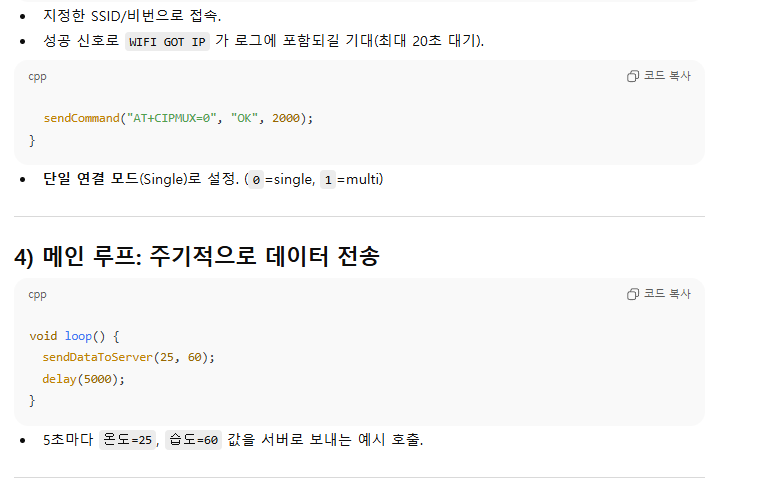 지정한 SSID/비번으로 접속.
성공 신호로 WIFI GOT IP 가 로그에 포함되길 기대(최대 20초 대기).
cpp
코드 복사
sendCommand("AT+CIPMUX=0", "OK", 2000);
}
단일 연결 모드(Single)로 설정. (0=single, 1=multi)
4) 메인 루프: 주기적으로 데이터 전송
cpp
코드 복사
void loop() {
sendDataToServer(25, 60);
delay(5000);
}
5초마다 온도=25, 습도=60 값을 서버로 보내는 예시 호출.